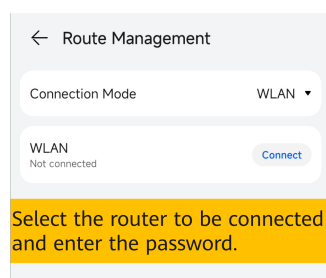 Route Management
Connection Mode WLAN
WLAN
Not connected
Connect
Select the router to be connected
and enter the password.